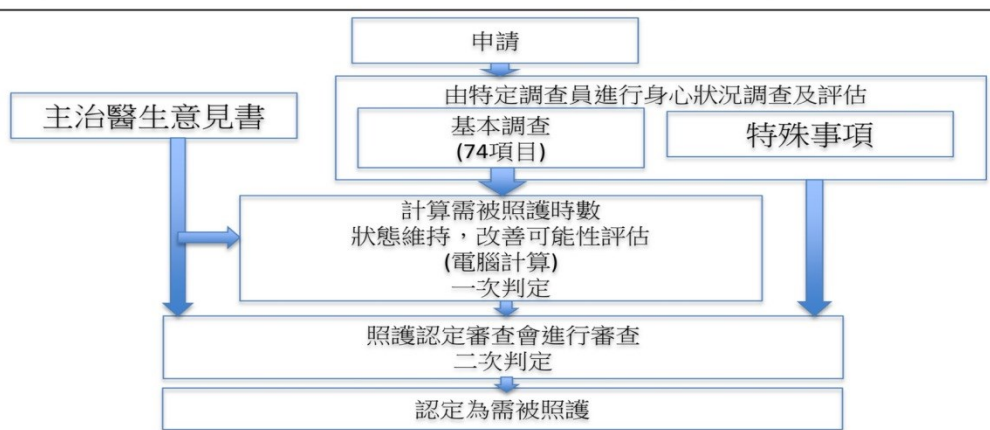 申請
由特定調查員進行身心狀況調查及評估
主治醫生意見書
基本調查
(74項目)
特殊事項
計算需被照護時數
狀態維持，改善可能性評估
(電腦計算)
一次判定
照護認定審查會進行審查
二次判定
認定為需被照護